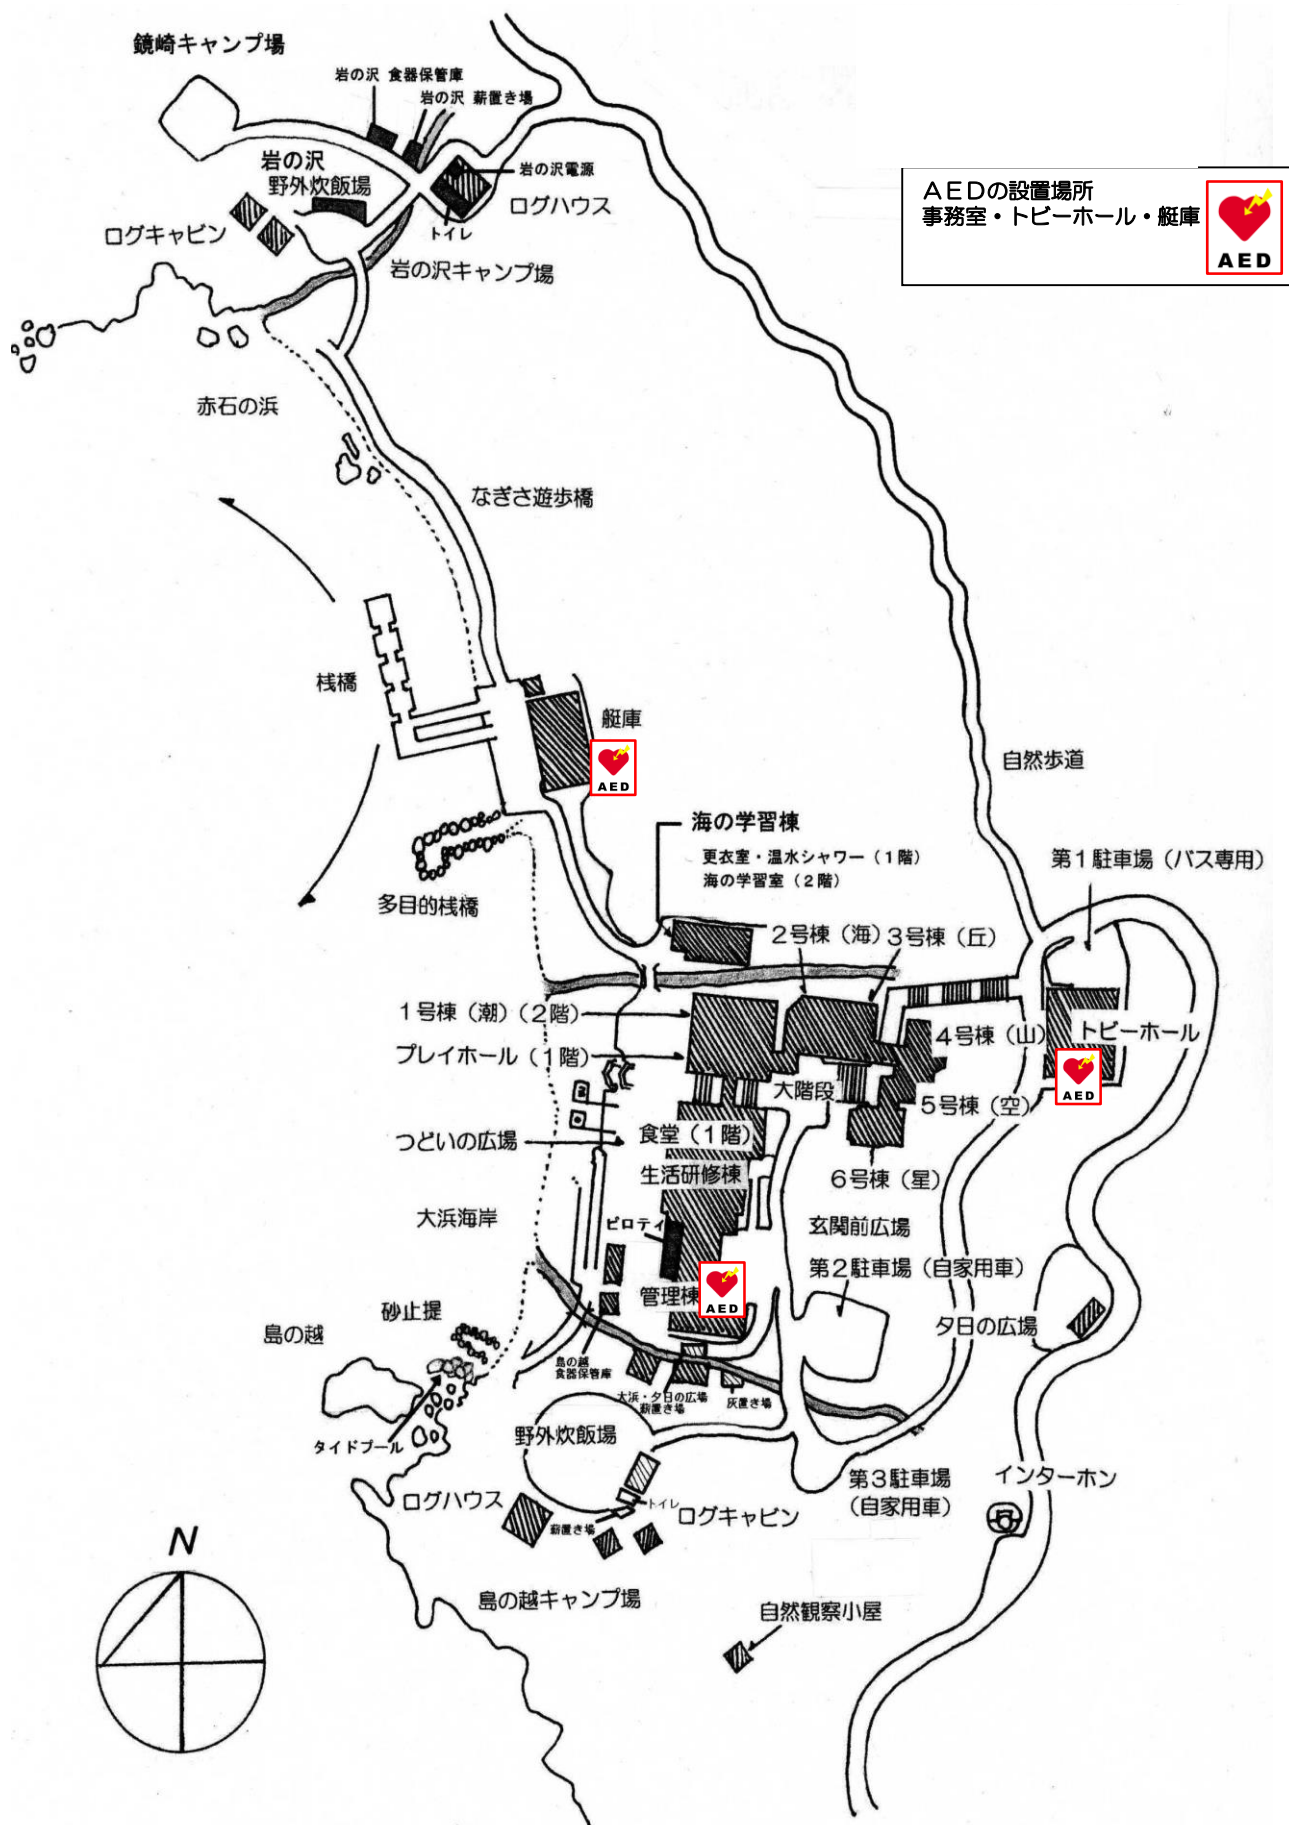 鏡崎キャンプ場
岩の沢 食器保管庫
岩の沢 薪置き場
岩の沢
野外炊飯場
岩の沢電源
ログハウス
トイレ
ログキャビン
岩の沢キャンプ場
AEDの設置場所
事務室・トビーホール・艇庫
AED
赤石の浜
なぎさ遊歩橋
桟橋
艇庫
AED
自然歩道
海の学習棟
更衣室・温水シャワー(1階)
海の学習室(2階)
第1駐車場(バス専用)
多目的桟橋
2号棟(海)
3号棟(丘)
1号棟(潮)(2階)
4号棟(山)
トビーホール
プレイホール(1階)
AED
大階段
5号棟(空)
つどいの広場
食堂(1階)
生活研修棟
6号棟(星)
大浜海岸
ピロティ
玄関前広場
第2駐車場(自家用車)
管理棟
AED
砂止提
島の越
夕日の広場
島の越
食器保管庫
大浜・夕日の広場
薪置き場
灰置き場
タイドプール
野外炊飯場
第3駐車場
(自家用車)
インターホン
ログハウス
トイレ
薪置き場
ログキャビン
N
島の越キャンプ場
自然観察小屋